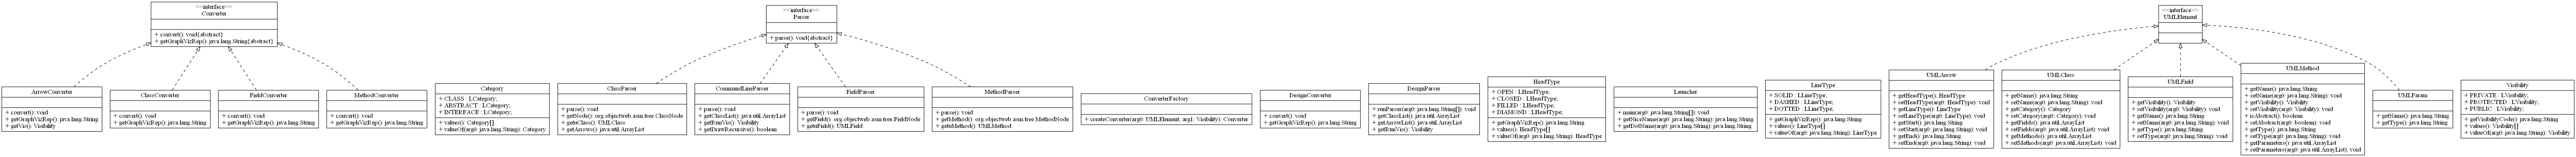 <<interface>>
Converter
+ convert(): void{abstract}
+ getGraphVizRep(): java.lang.String{abstract}
<<interface>>
Parser
+ parse(): void{abstract}
<<interface>>
UMLElement
ArrowConverter
+ convert(): void
+ getGraphVizRep(): java.lang.String
+ getVis(): Visibility
ClassConverter
+ convert(): void
+ getGraphVizRep(): java.lang.String
FieldConverter
+ convert(): void
+ getGraphVizRep(): java.lang.String
MethodConverter
+ convert(): void
+ getGraphVizRep(): java.lang.String
Category
+ CLASS : LCategory;
+ ABSTRACT : LCategory;
+ INTERFACE : LCategory;
+ values(): Category[]
+ valueOf(arg0: java.lang.String): Category
ClassParser
+ parse(): void
+ getNode(): org.objectweb.asm.tree.ClassNode
+ getClass(): UMLClass
+ getArrows(): java.util.ArrayList
CommandLineParser
+ parse(): void
+ getClassList(): java.util.ArrayList
+ getRunVis(): Visibility
+ getDrawRecursive(): boolean
FieldParser
+ parse(): void
+ getField(): org.objectweb.asm.tree.FieldNode
+ getField(): UMLField
MethodParser
+ parse(): void
+ getMethod(): org.objectweb.asm.tree.MethodNode
+ getMethod(): UMLMethod
ConverterFactory
+ createConverter(arg0: UMLElement, arg1: Visibility): Converter
DesignConverter
+ convert(): void
+ getGraphVizRep(): java.lang.String
DesignParser
+ runParser(arg0: java.lang.String[]): void
+ getClassList(): java.util.ArrayList
+ getArrowList(): java.util.ArrayList
+ getRunVis(): Visibility
HeadType
+ OPEN : LHeadType;
+ CLOSED : LHeadType;
+ FILLED : LHeadType;
+ DIAMOND : LHeadType;
+ getGraphVizRep(): java.lang.String
+ values(): HeadType[]
+ valueOf(arg0: java.lang.String): HeadType
Launcher
+ main(arg0: java.lang.String[]): void
+ getNiceName(arg0: java.lang.String): java.lang.String
+ getDotName(arg0: java.lang.String): java.lang.String
LineType
+ SOLID : LLineType;
+ DASHED : LLineType;
+ DOTTED : LLineType;
+ getGraphVizRep(): java.lang.String
+ values(): LineType[]
+ valueOf(arg0: java.lang.String): LineType
UMLArrow
+ getHeadType(): HeadType
+ setHeadType(arg0: HeadType): void
+ getLineType(): LineType
+ setLineType(arg0: LineType): void
+ getStart(): java.lang.String
+ setStart(arg0: java.lang.String): void
+ getEnd(): java.lang.String
+ setEnd(arg0: java.lang.String): void
UMLClass
+ getName(): java.lang.String
+ setName(arg0: java.lang.String): void
+ getCategory(): Category
+ setCategory(arg0: Category): void
+ getFields(): java.util.ArrayList
+ setFields(arg0: java.util.ArrayList): void
+ getMethods(): java.util.ArrayList
+ setMethods(arg0: java.util.ArrayList): void
UMLField
+ getVisibility(): Visibility
+ setVisibility(arg0: Visibility): void
+ getName(): java.lang.String
+ setName(arg0: java.lang.String): void
+ getType(): java.lang.String
+ setType(arg0: java.lang.String): void
UMLMethod
+ getName(): java.lang.String
+ setName(arg0: java.lang.String): void
+ getVisibility(): Visibility
+ setVisibility(arg0: Visibility): void
+ isAbstract(): boolean
+ setAbstract(arg0: boolean): void
+ getType(): java.lang.String
+ setType(arg0: java.lang.String): void
+ getParameters(): java.util.ArrayList
+ setParameters(arg0: java.util.ArrayList): void
UMLParam
+ getName(): java.lang.String
+ getType(): java.lang.String
Visibility
+ PRIVATE : LVisibility;
+ PROTECTED : LVisibility;
+ PUBLIC : LVisibility;
+ getVisibilityCode(): java.lang.String
+ values(): Visibility[]
+ valueOf(arg0: java.lang.String): Visibility